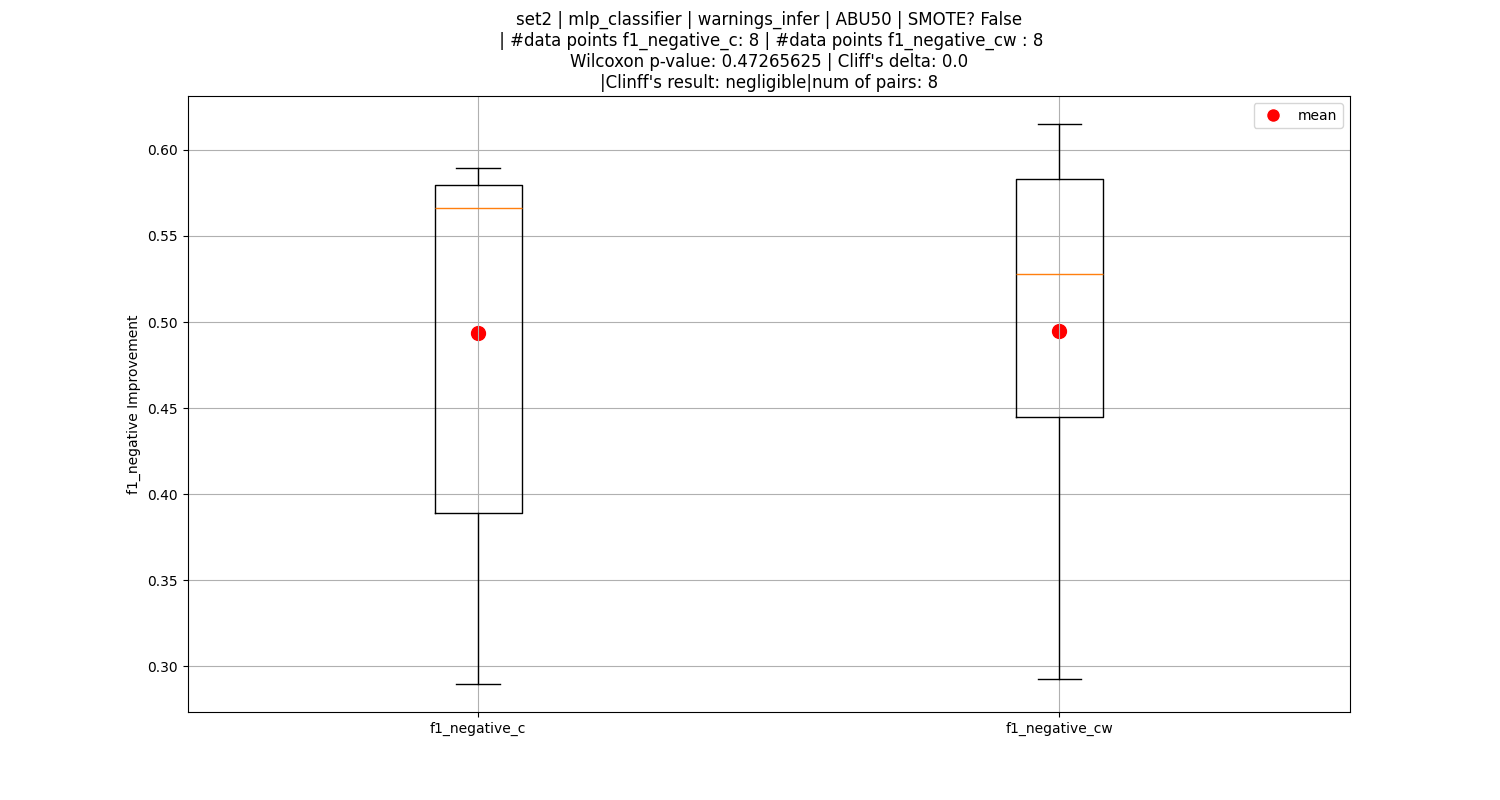 set2 | mlp_classifier | warnings_infer | ABU50 | SMOTE? False
| #data points f1_negative_c: 8 | #data points f1_negative_cw : 8
Wilcoxon p-value: 0.47265625 | Cliff's delta: 0.0
|Clinff's result: negligible|num of pairs: 8
mean
0.60
0.55
0.50
0.45
0.40
0.35
0.30
f1_negative Improvement
f1_negative_c
f1_negative_cw